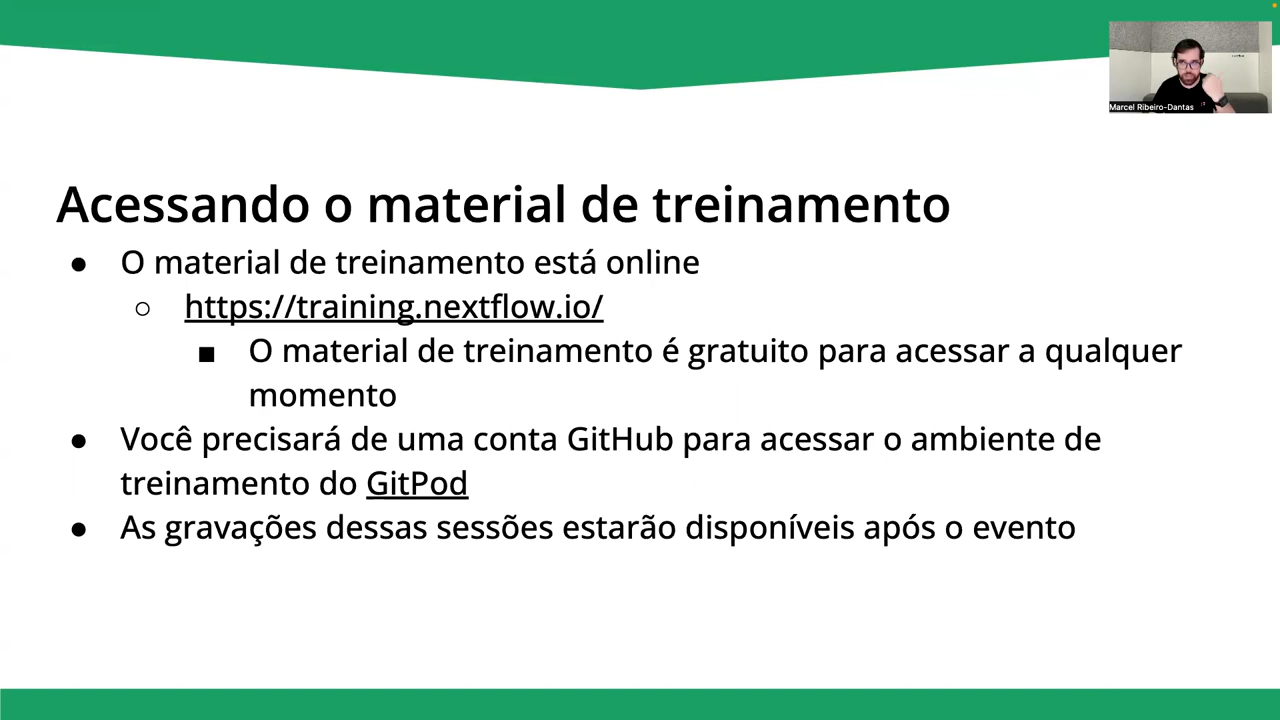 Marcel Ribeiro-Dantas
Acessando o material de treinamento
● O material de treinamento está online
○ https://training.nextflow.io/
■ O material de treinamento é gratuito para acessar a qualquer
momento
● Você precisará de uma conta GitHub para acessar o ambiente de
treinamento do GitPod
● As gravações dessas sessões estarão disponíveis após o evento